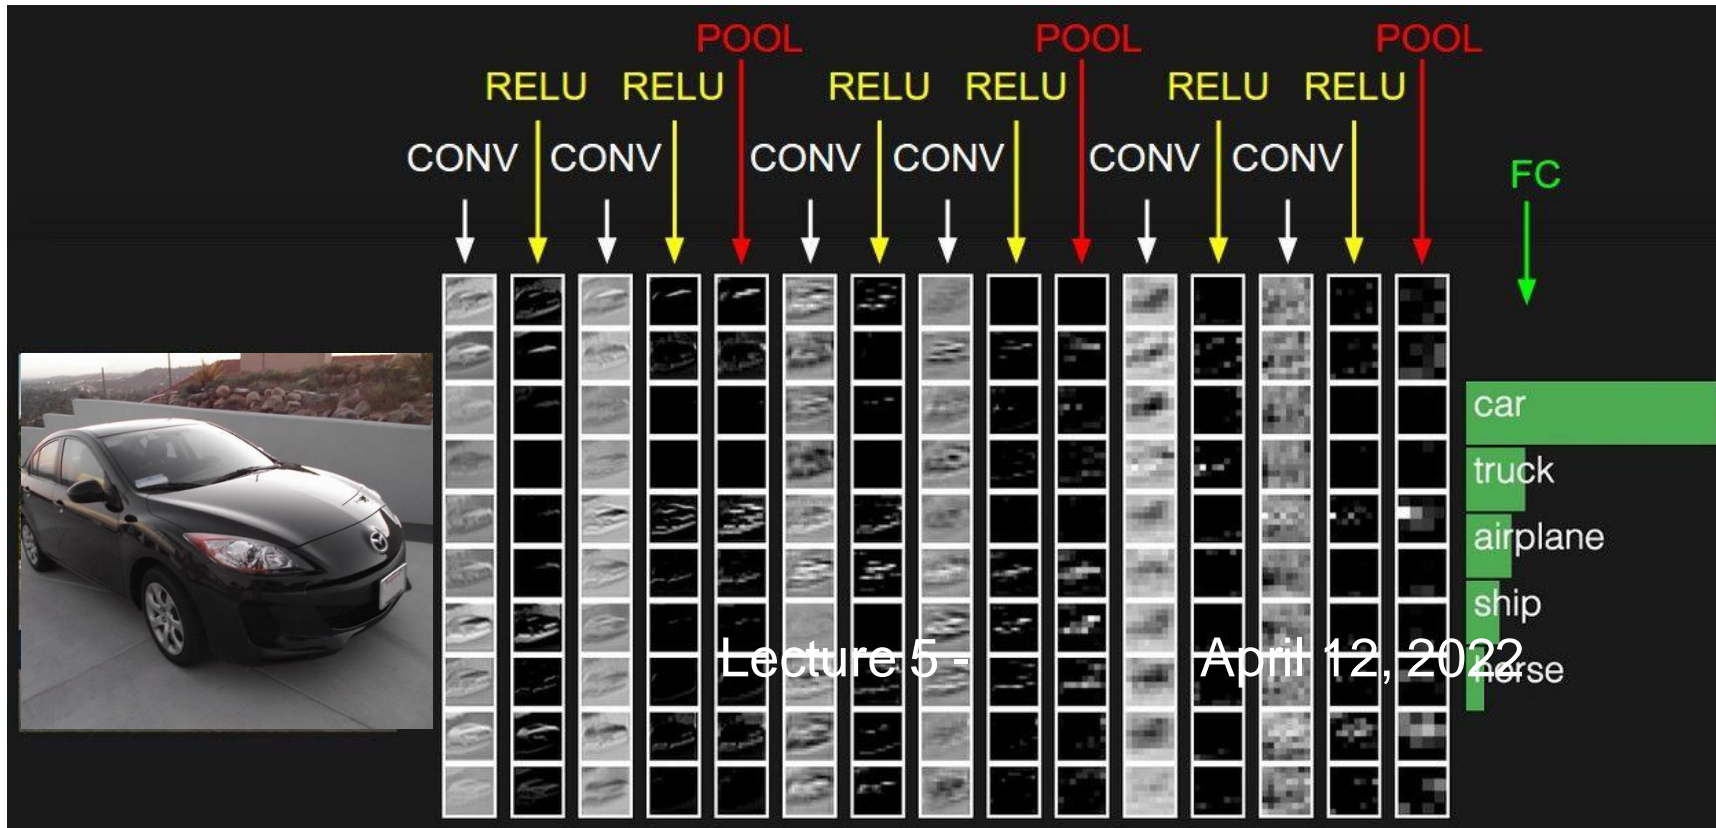 POOL POOL POOL
RELU RELU RELU RELU RELU RELU
CONV CONV CONV CONV CONV CONV
FC
car
truck
airplane
ship
horse
Lecture 5 - April 12, 2022